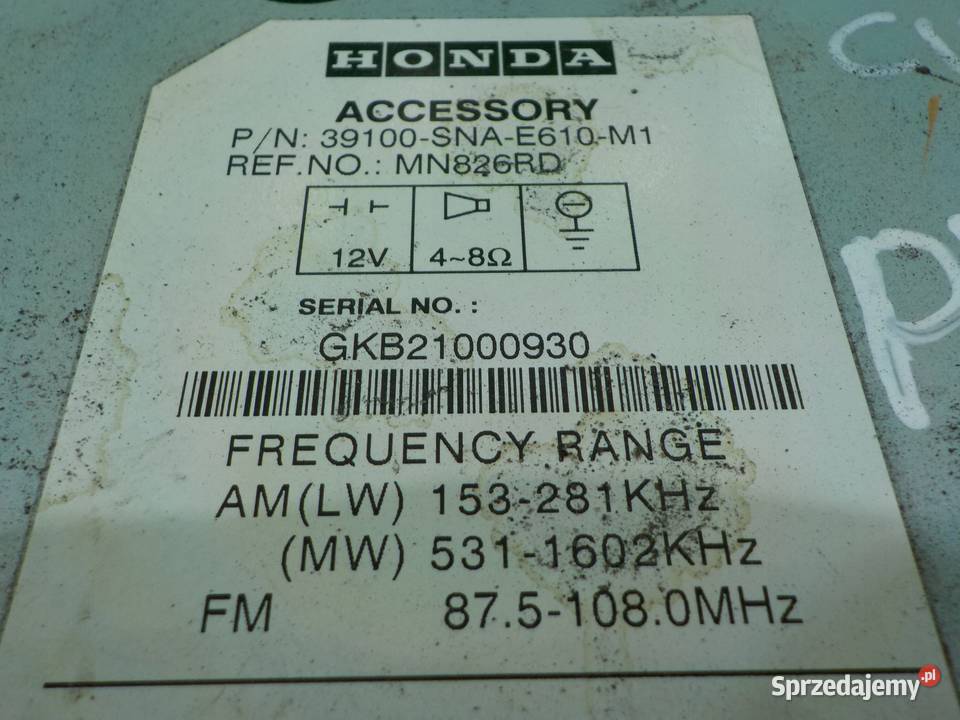 HONDA
ACCESSORY
P/N: 39100-SNA-E610-M1
REF.NO.: MN826RD
12V 4~8Ω
SERIAL NO. :
GKB21000930
FREQUENCY RANGE
AM(LW) 153-281KHz
(MW) 531-1602KHz
FM 87.5-108.0MHz
Sprzedajemy.pl